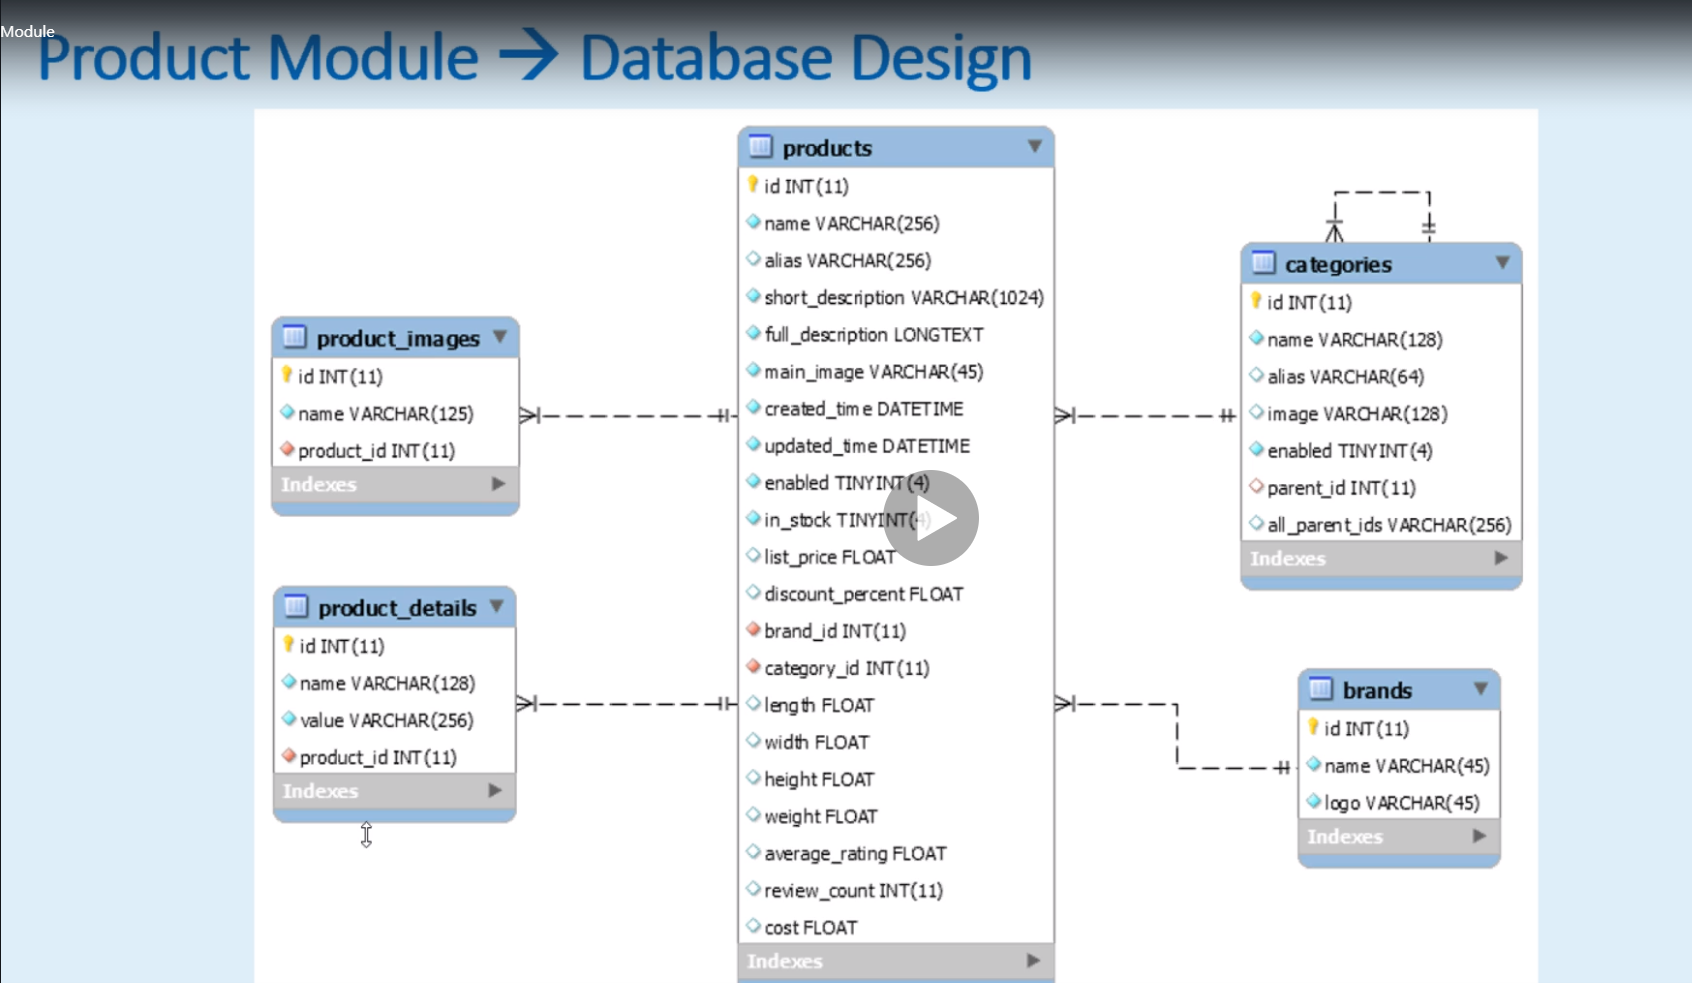 Module
Product Module → Database Design
products
id INT(11)
name VARCHAR(256)
alias VARCHAR(256)
short_description VARCHAR(1024)
full_description LONGTEXT
main_image VARCHAR(45)
created_time DATETIME
updated_time DATETIME
enabled TINYINT(4)
in_stock TINYINT(4)
list_price FLOAT
discount_percent FLOAT
brand_id INT(11)
category_id INT(11)
length FLOAT
width FLOAT
height FLOAT
weight FLOAT
average_rating FLOAT
review_count INT(11)
cost FLOAT
Indexes
product_images
id INT(11)
name VARCHAR(125)
product_id INT(11)
Indexes
product_details
id INT(11)
name VARCHAR(128)
value VARCHAR(256)
product_id INT(11)
Indexes
categories
id INT(11)
name VARCHAR(128)
alias VARCHAR(64)
image VARCHAR(128)
enabled TINYINT(4)
parent_id INT(11)
all_parent_ids VARCHAR(256)
Indexes
brands
id INT(11)
name VARCHAR(45)
logo VARCHAR(45)
Indexes